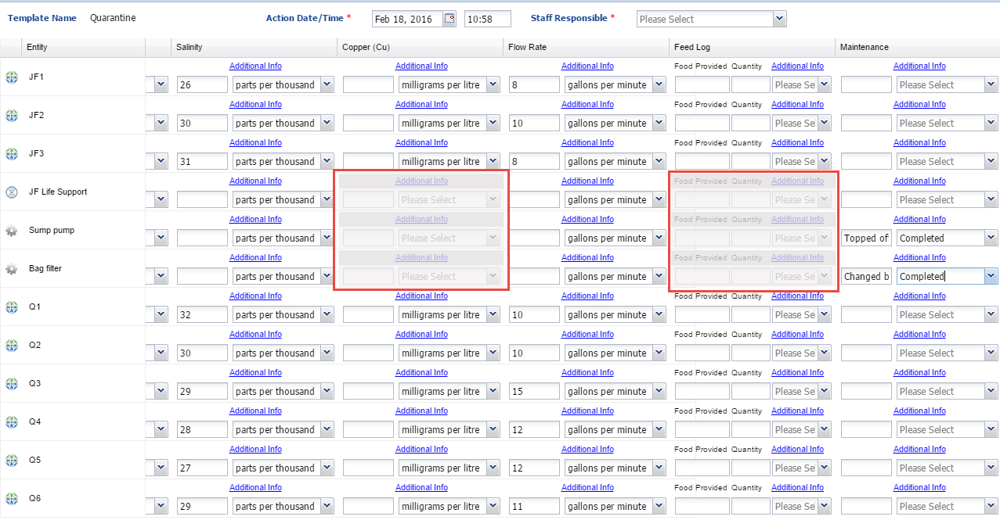 Template Name Quarantine Action Date/Time * Feb 18, 2016 10:58 Staff Responsible * Please Select
Entity Salinity Copper (Cu) Flow Rate Feed Log Maintenance
Additional Info Additional Info Additional Info Food Provided Quantity Additional Info Additional Info
JF1 26 parts per thousand milligrams per litre 8 gallons per minute Please Se Please Select
Additional Info Additional Info Additional Info Food Provided Quantity Additional Info Additional Info
JF2 30 parts per thousand milligrams per litre 10 gallons per minute Please Se Please Select
Additional Info Additional Info Additional Info Food Provided Quantity Additional Info Additional Info
JF3 31 parts per thousand milligrams per litre 8 gallons per minute Please Se Please Select
Additional Info Additional Info Additional Info Food Provided Quantity Additional Info Additional Info
JF Life Support parts per thousand Please Select gallons per minute Please Se Please Select
Additional Info Additional Info Additional Info Food Provided Quantity Additional Info Additional Info
Sump pump parts per thousand Please Select gallons per minute Please Se Topped of Completed
Additional Info Additional Info Additional Info Food Provided Quantity Additional Info Additional Info
Bag filter parts per thousand Please Select gallons per minute Please Se Changed b Completed
Additional Info Additional Info Additional Info Food Provided Quantity Additional Info Additional Info
Q1 32 parts per thousand milligrams per litre 10 gallons per minute Please Se Please Select
Additional Info Additional Info Additional Info Food Provided Quantity Additional Info Additional Info
Q2 30 parts per thousand milligrams per litre 10 gallons per minute Please Se Please Select
Additional Info Additional Info Additional Info Food Provided Quantity Additional Info Additional Info
Q3 29 parts per thousand milligrams per litre 15 gallons per minute Please Se Please Select
Additional Info Additional Info Additional Info Food Provided Quantity Additional Info Additional Info
Q4 28 parts per thousand milligrams per litre 12 gallons per minute Please Se Please Select
Additional Info Additional Info Additional Info Food Provided Quantity Additional Info Additional Info
Q5 27 parts per thousand milligrams per litre 12 gallons per minute Please Se Please Select
Additional Info Additional Info Additional Info Food Provided Quantity Additional Info Additional Info
Q6 29 parts per thousand milligrams per litre 11 gallons per minute Please Se Please Select